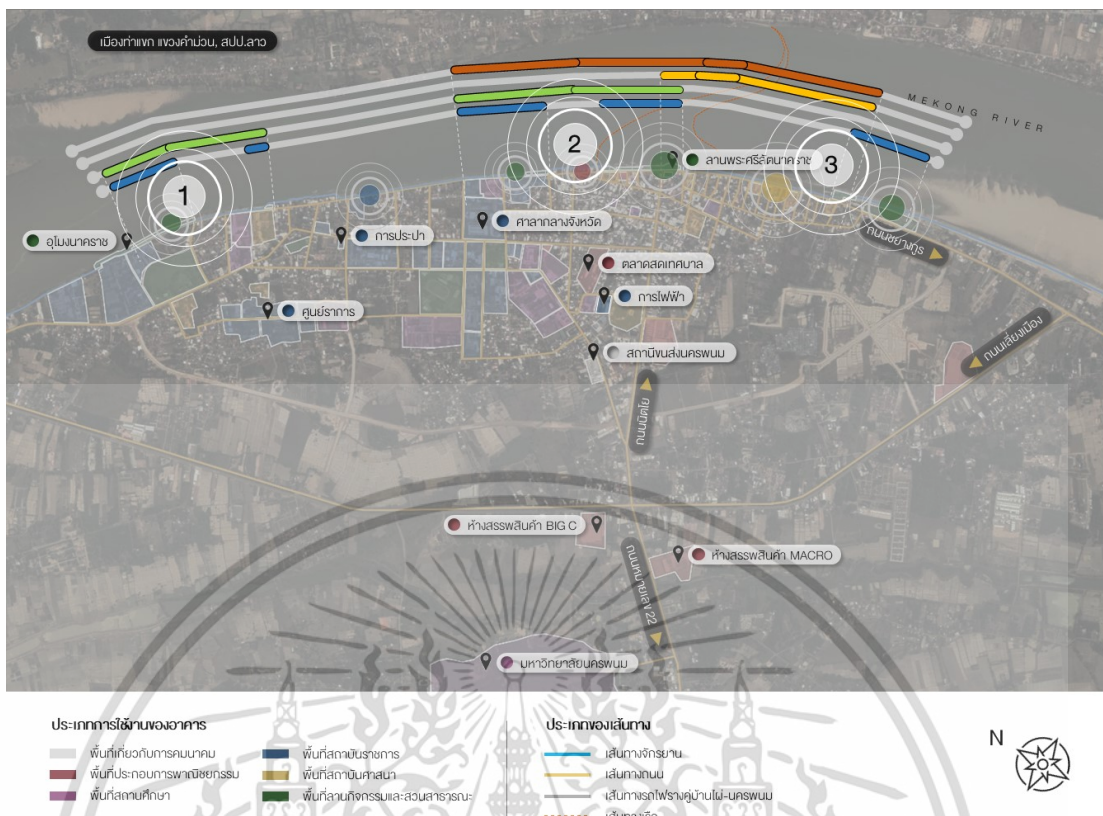 เมืองท่าแขก แขวงคำม่วน, สปป.ลาว
MEKONG RIVER
1
2
3
ลานพระศรีสัตตนาคราช
อุโมงนาคราช
การประปา
ศาลากลางจังหวัด
ถนนชยางกูร
ตลาดสดเทศบาล
การไฟฟ้า
ศูนย์ราการ
สถานีขนส่งนครพนม
ถนนเลี่ยงเมือง
ถนนนิตโย
ห้างสรรพสินค้า BIG C
ห้างสรรพสินค้า MACRO
ถนนหมายเลข 22
มหาวิทยาลัยนครพนม
ประเภทการใช้งานของอาคาร
พื้นที่เกี่ยวกับการคมนาคม
พื้นที่ประกอบการพาณิชยกรรม
พื้นที่สถานศึกษา
พื้นที่สถาบันราชการ
พื้นที่สถาบันศาสนา
พื้นที่ลานกิจกรรมและสวนสาธารณะ
ประเภทของเส้นทาง
เส้นทางจักรยาน
เส้นทางถนน
เส้นทางรถไฟรางคู่บ้านไผ่-นครพนม
เส้นทางเรือ
N